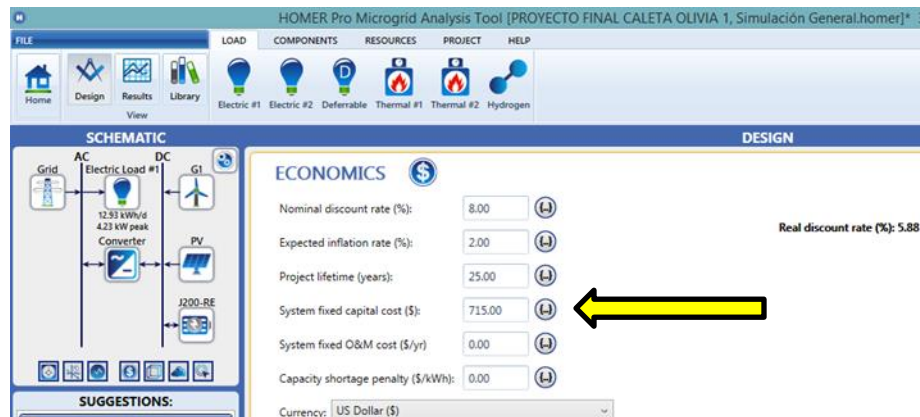 HOMER Pro Microgrid Analysis Tool [PROYECTO FINAL CALETA OLIVIA 1, Simulación General.homer]*
FILE
LOAD COMPONENTS RESOURCES PROJECT HELP
Home Design Results Library Electric #1 Electric #2 Deferrable Thermal #1 Thermal #2 Hydrogen
View
SCHEMATIC
DESIGN
AC DC
Grid Electric Load #1 G1
12.93 kWh/d
4.23 kW peak
Converter PV
J200-RE
SUGGESTIONS:
ECONOMICS
Nominal discount rate (%): 8.00
Real discount rate (%): 5.88
Expected inflation rate (%): 2.00
Project lifetime (years): 25.00
System fixed capital cost ($): 715.00
System fixed O&M cost ($/yr) 0.00
Capacity shortage penalty ($/kWh): 0.00
Currency: US Dollar ($)